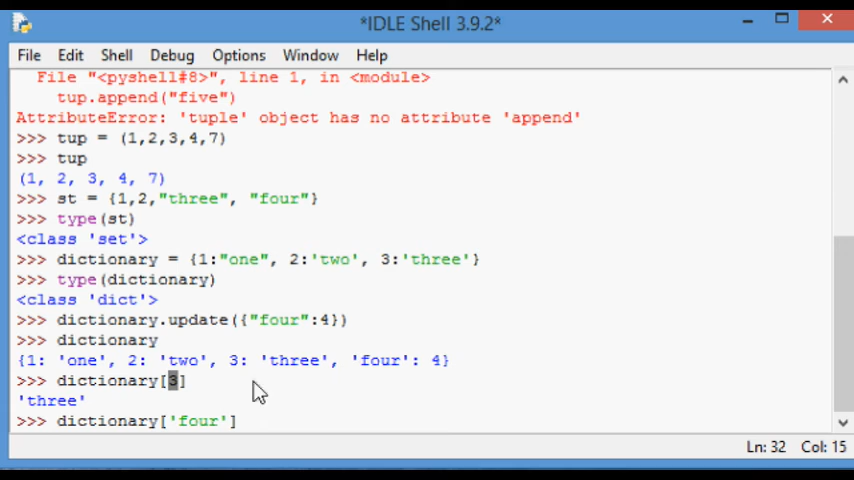 *IDLE Shell 3.9.2*
File Edit Shell Debug Options Window Help
File "<pyshell#8>", line 1, in <module>
tup.append("five")
AttributeError: 'tuple' object has no attribute 'append'
>>> tup = (1,2,3,4,7)
>>> tup
(1, 2, 3, 4, 7)
>>> st = {1,2,"three", "four"}
>>> type(st)
<class 'set'>
>>> dictionary = {1:"one", 2:'two', 3:'three'}
>>> type(dictionary)
<class 'dict'>
>>> dictionary.update({"four":4})
>>> dictionary
{1: 'one', 2: 'two', 3: 'three', 'four': 4}
>>> dictionary[3]
'three'
>>> dictionary['four']
Ln: 32 Col: 15